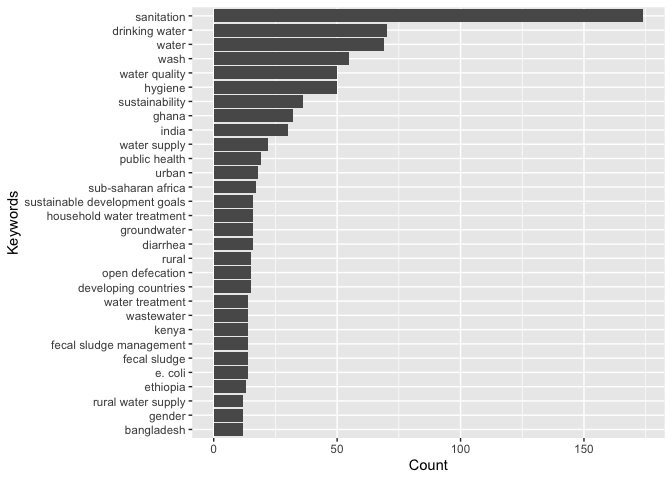 sanitation
drinking water
water
wash
water quality
hygiene
sustainability
ghana
india
water supply
public health
urban
sub-saharan africa
sustainable development goals
household water treatment
groundwater
diarrhea
rural
open defecation
developing countries
water treatment
wastewater
kenya
fecal sludge management
fecal sludge
e. coli
ethiopia
rural water supply
gender
bangladesh
Keywords
0 50 100 150
Count